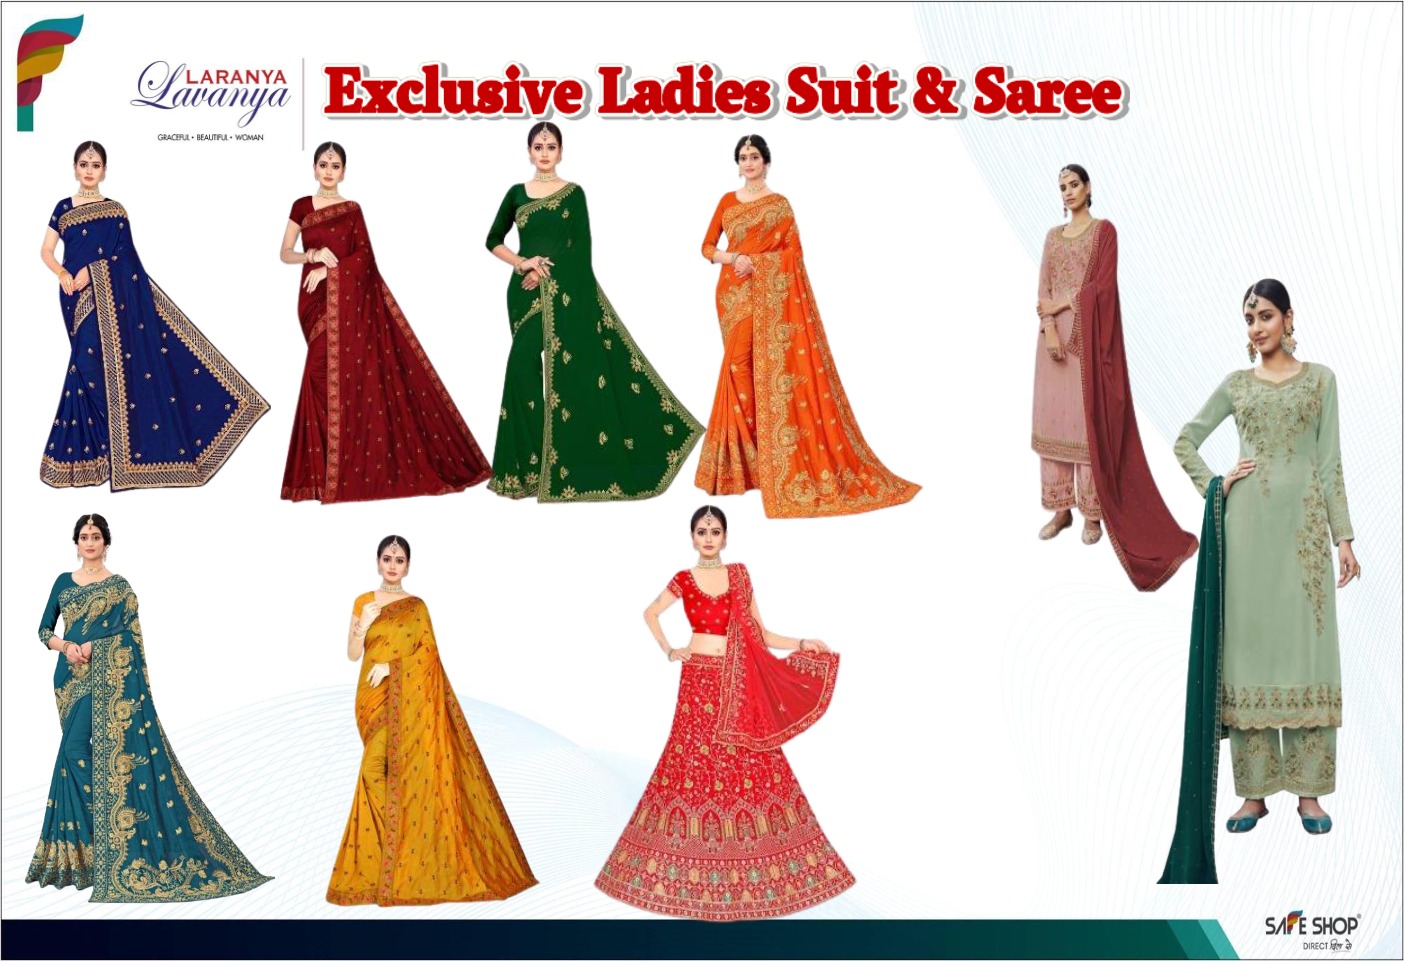 LARANYA
Lavanya
GRACEFUL • BEAUTIFUL • WOMAN
Exclusive Ladies Suit & Saree
SAFE SHOP®
DIRECT दिल से